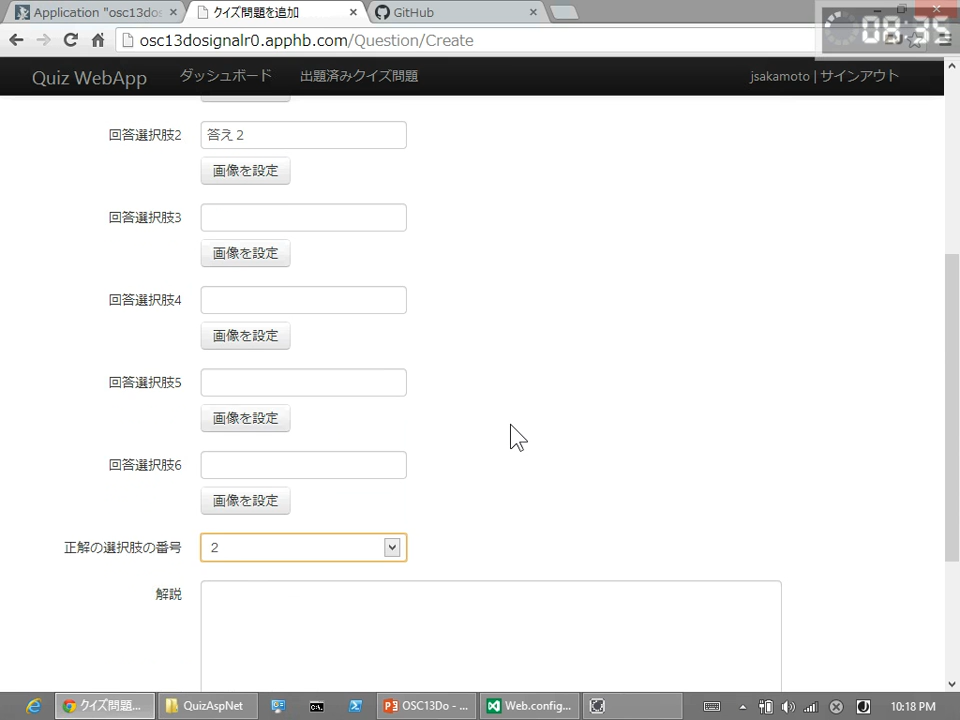 Application "osc13dos
クイズ問題を追加
GitHub
08:35
osc13dosignalr0.apphb.com/Question/Create
Quiz WebApp
ダッシュボード
出題済みクイズ問題
jsakamoto | サインアウト
回答選択肢2
答え２
画像を設定
回答選択肢3
画像を設定
回答選択肢4
画像を設定
回答選択肢5
画像を設定
回答選択肢6
画像を設定
正解の選択肢の番号
2
解説
クイズ問題...
QuizAspNet
OSC13Do - ...
Web.config...
10:18 PM